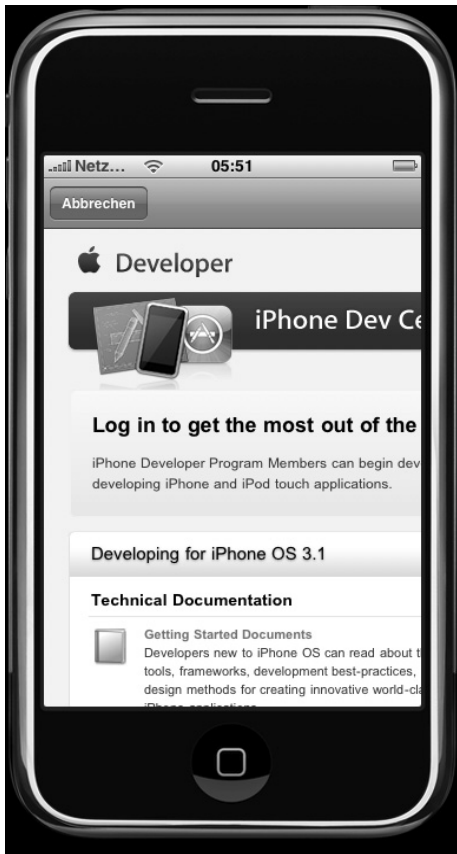 Netz... 05:51
Abbrechen
Developer
iPhone Dev Ce
Log in to get the most out of the
iPhone Developer Program Members can begin dev
developing iPhone and iPod touch applications.
Developing for iPhone OS 3.1
Technical Documentation
Getting Started Documents
Developers new to iPhone OS can read about t
tools, frameworks, development best-practices,
design methods for creating innovative world-cla
iPhone applications